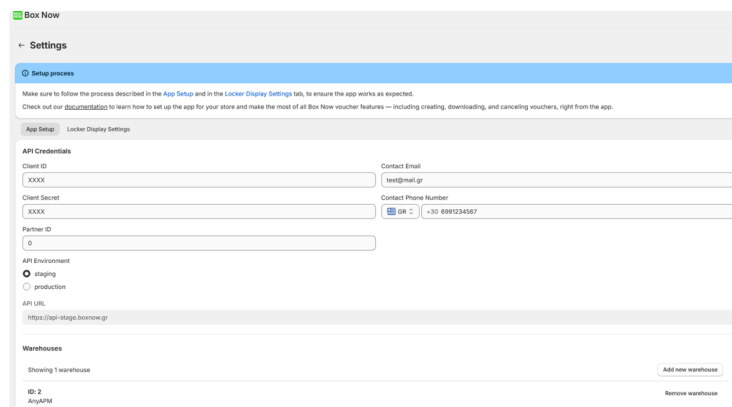 Box Now
← Settings
Setup process
Make sure to follow the process described in the App Setup and in the Locker Display Settings tab, to ensure the app works as expected.
Check out our documentation to learn how to set up the app for your store and make the most of all Box Now voucher features — including creating, downloading, and canceling vouchers, right from the app.
App Setup Locker Display Settings
API Credentials
Client ID Contact Email
XXXX test@mail.gr
Client Secret Contact Phone Number
XXXX GR +30 6991234567
Partner ID
0
API Environment
staging
production
API URL
https://api-stage.boxnow.gr
Warehouses
Showing 1 warehouse Add new warehouse
ID: 2 Remove warehouse
AnyAPM